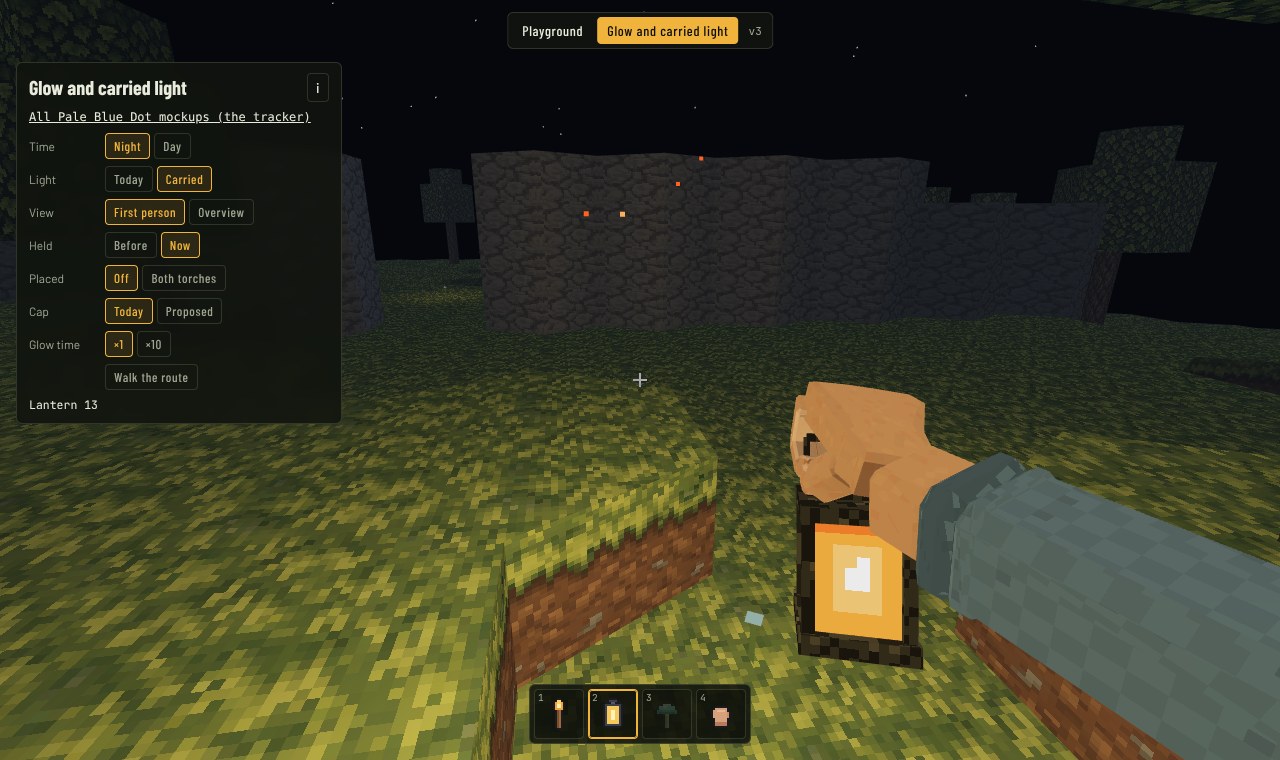 Playground Glow and carried light v3
Glow and carried light i
All Pale Blue Dot mockups (the tracker)
Time Night Day
Light Today Carried
View First person Overview
Held Before Now
Placed Off Both torches
Cap Today Proposed
Glow time ×1 ×10
Walk the route
Lantern 13
1 2 3 4